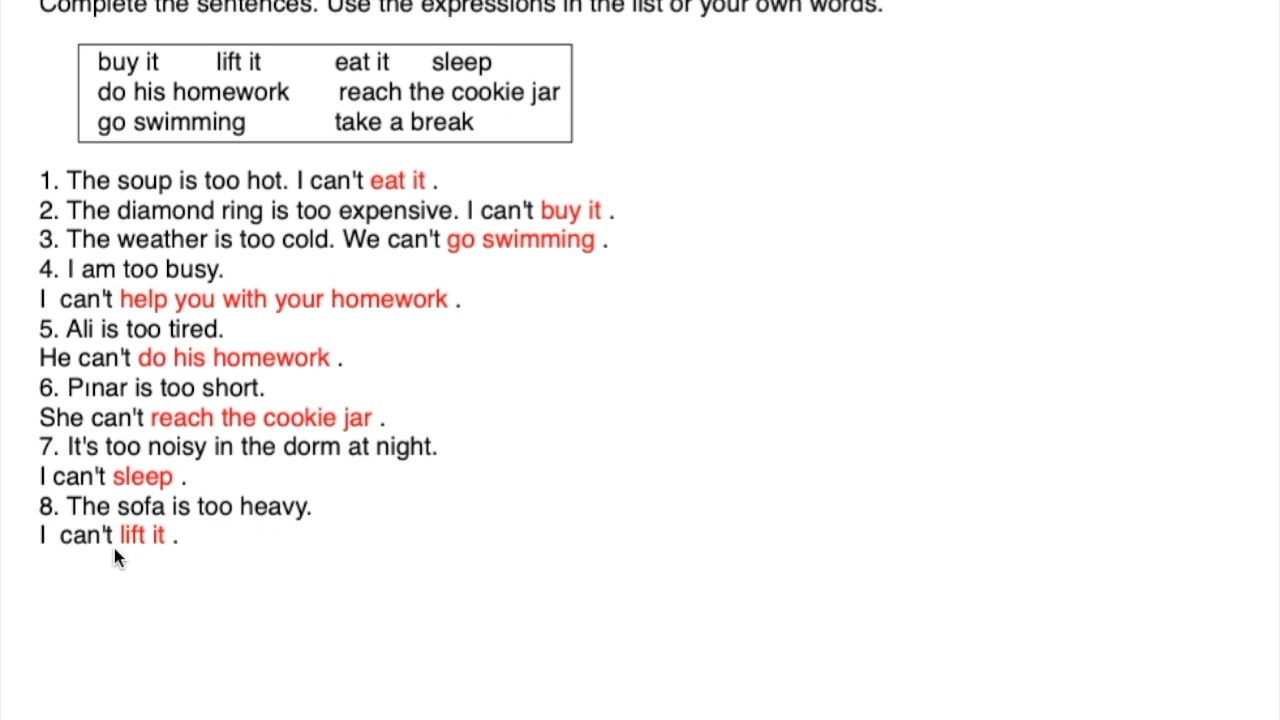 Complete the sentences. Use the expressions in the list or your own words.
buy it lift it eat it sleep
do his homework reach the cookie jar
go swimming take a break
1. The soup is too hot. I can't eat it .
2. The diamond ring is too expensive. I can't buy it .
3. The weather is too cold. We can't go swimming .
4. I am too busy.
I can't help you with your homework .
5. Ali is too tired.
He can't do his homework .
6. Pınar is too short.
She can't reach the cookie jar .
7. It's too noisy in the dorm at night.
I can't sleep .
8. The sofa is too heavy.
I can't lift it .